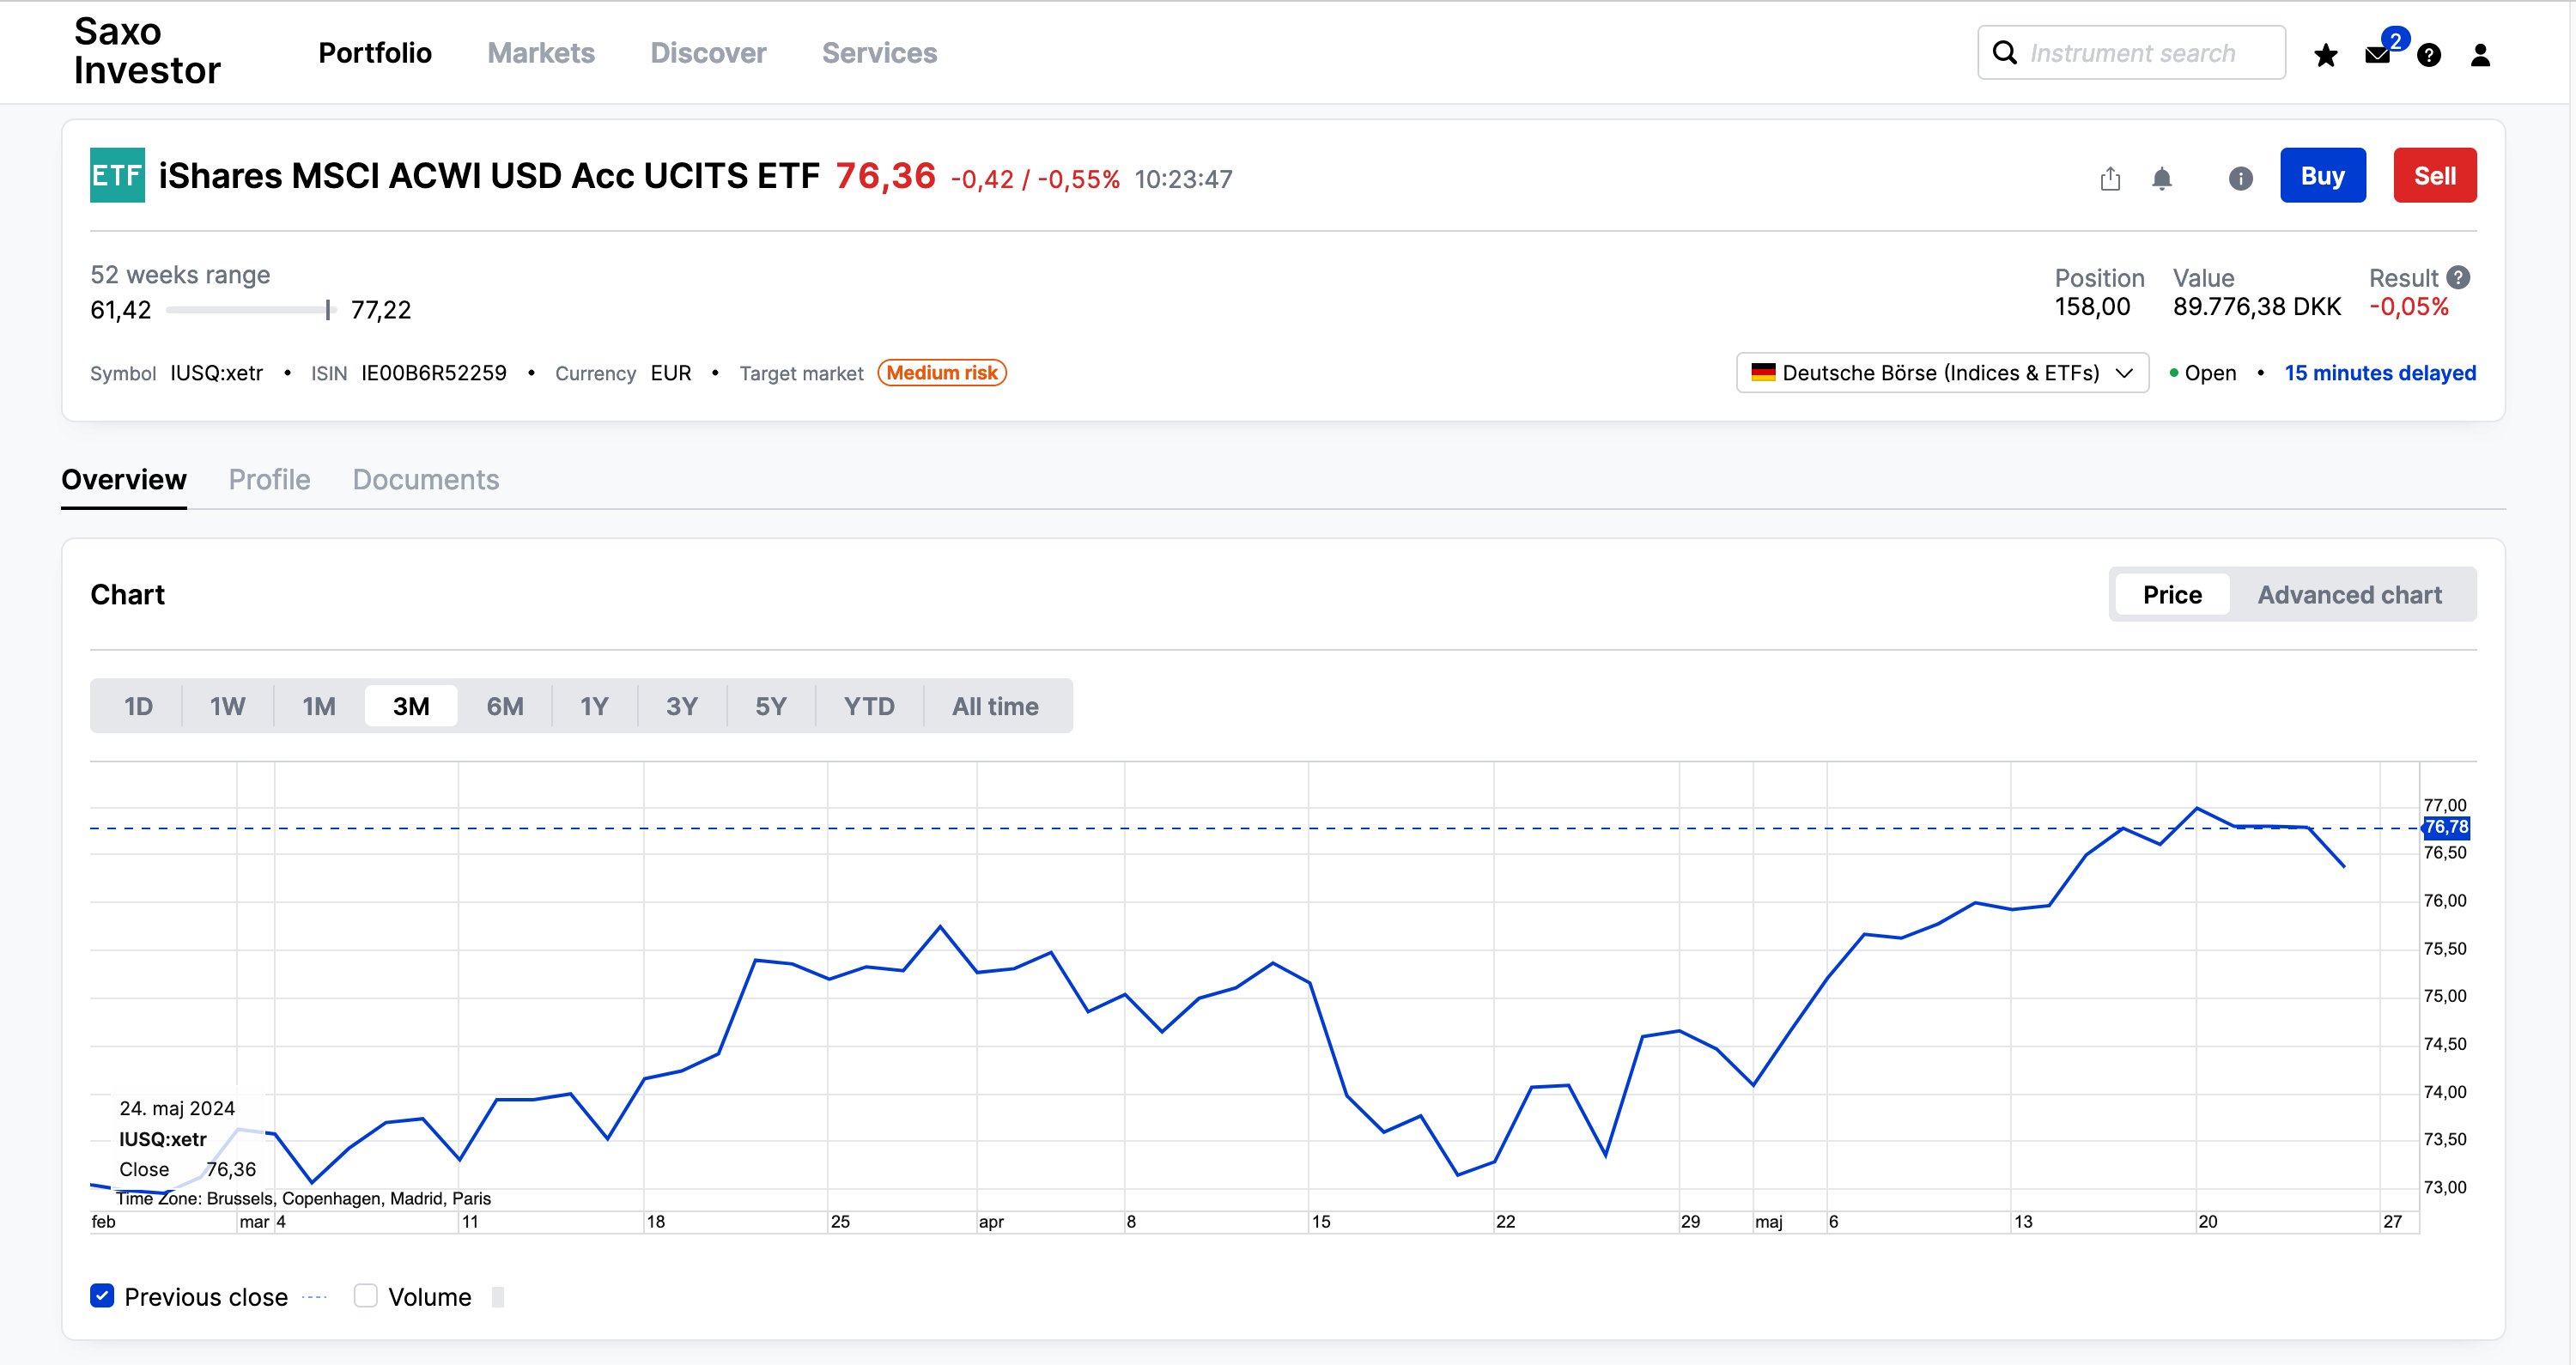 Saxo
Investor
Portfolio Markets Discover Services
Instrument search
2
ETF iShares MSCI ACWI USD Acc UCITS ETF 76,36 -0,42 / -0,55% 10:23:47
Buy Sell
52 weeks range
61,42 77,22
Position Value Result
158,00 89.776,38 DKK -0,05%
Symbol IUSQ:xetr • ISIN IE00B6R52259 • Currency EUR • Target market Medium risk
Deutsche Börse (Indices & ETFs) • Open • 15 minutes delayed
Overview Profile Documents
Chart
Price Advanced chart
1D 1W 1M 3M 6M 1Y 3Y 5Y YTD All time
77,00
76,78
76,50
76,00
75,50
75,00
74,50
74,00
73,50
73,00
24. maj 2024
IUSQ:xetr
Close 76,36
Time Zone: Brussels, Copenhagen, Madrid, Paris
feb mar 4 11 18 25 apr 8 15 22 29 maj 6 13 20 27
Previous close Volume